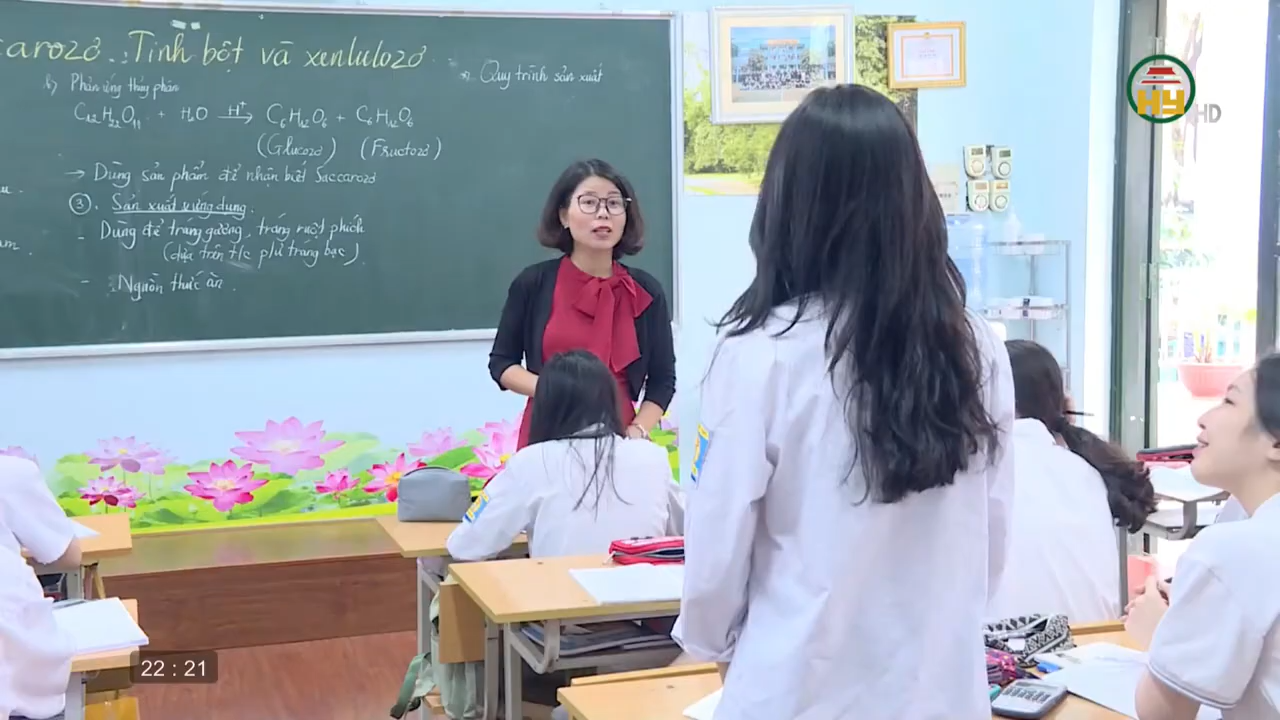 carozơ. Tinh bột và xenlulozơ
b) Phản ứng thủy phân
C12H22O11 + H2O H+→ C6H12O6 + C6H12O6
(Glucozơ) (Fructozơ)
→ Dùng sản phẩm để nhận biết Saccarozơ
③. Sản xuất và ứng dụng
- Dùng để tráng gương, tráng ruột phích
(dựa trên t/c phủ tráng bạc)
- Nguồn thức ăn
Quy trình sản xuất
HY HD
22 : 21